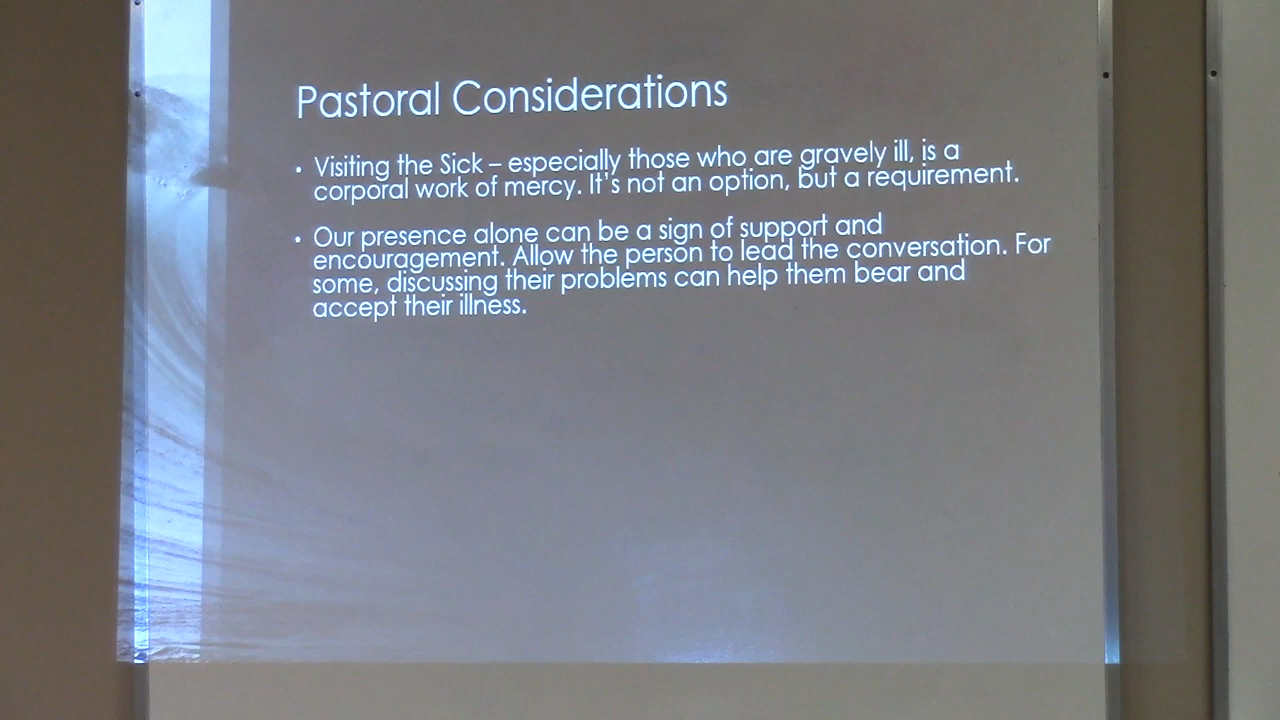 Pastoral Considerations
• Visiting the Sick – especially those who are gravely ill, is a
corporal work of mercy. It's not an option, but a requirement.
• Our presence alone can be a sign of support and
encouragement. Allow the person to lead the conversation. For
some, discussing their problems can help them bear and
accept their illness.